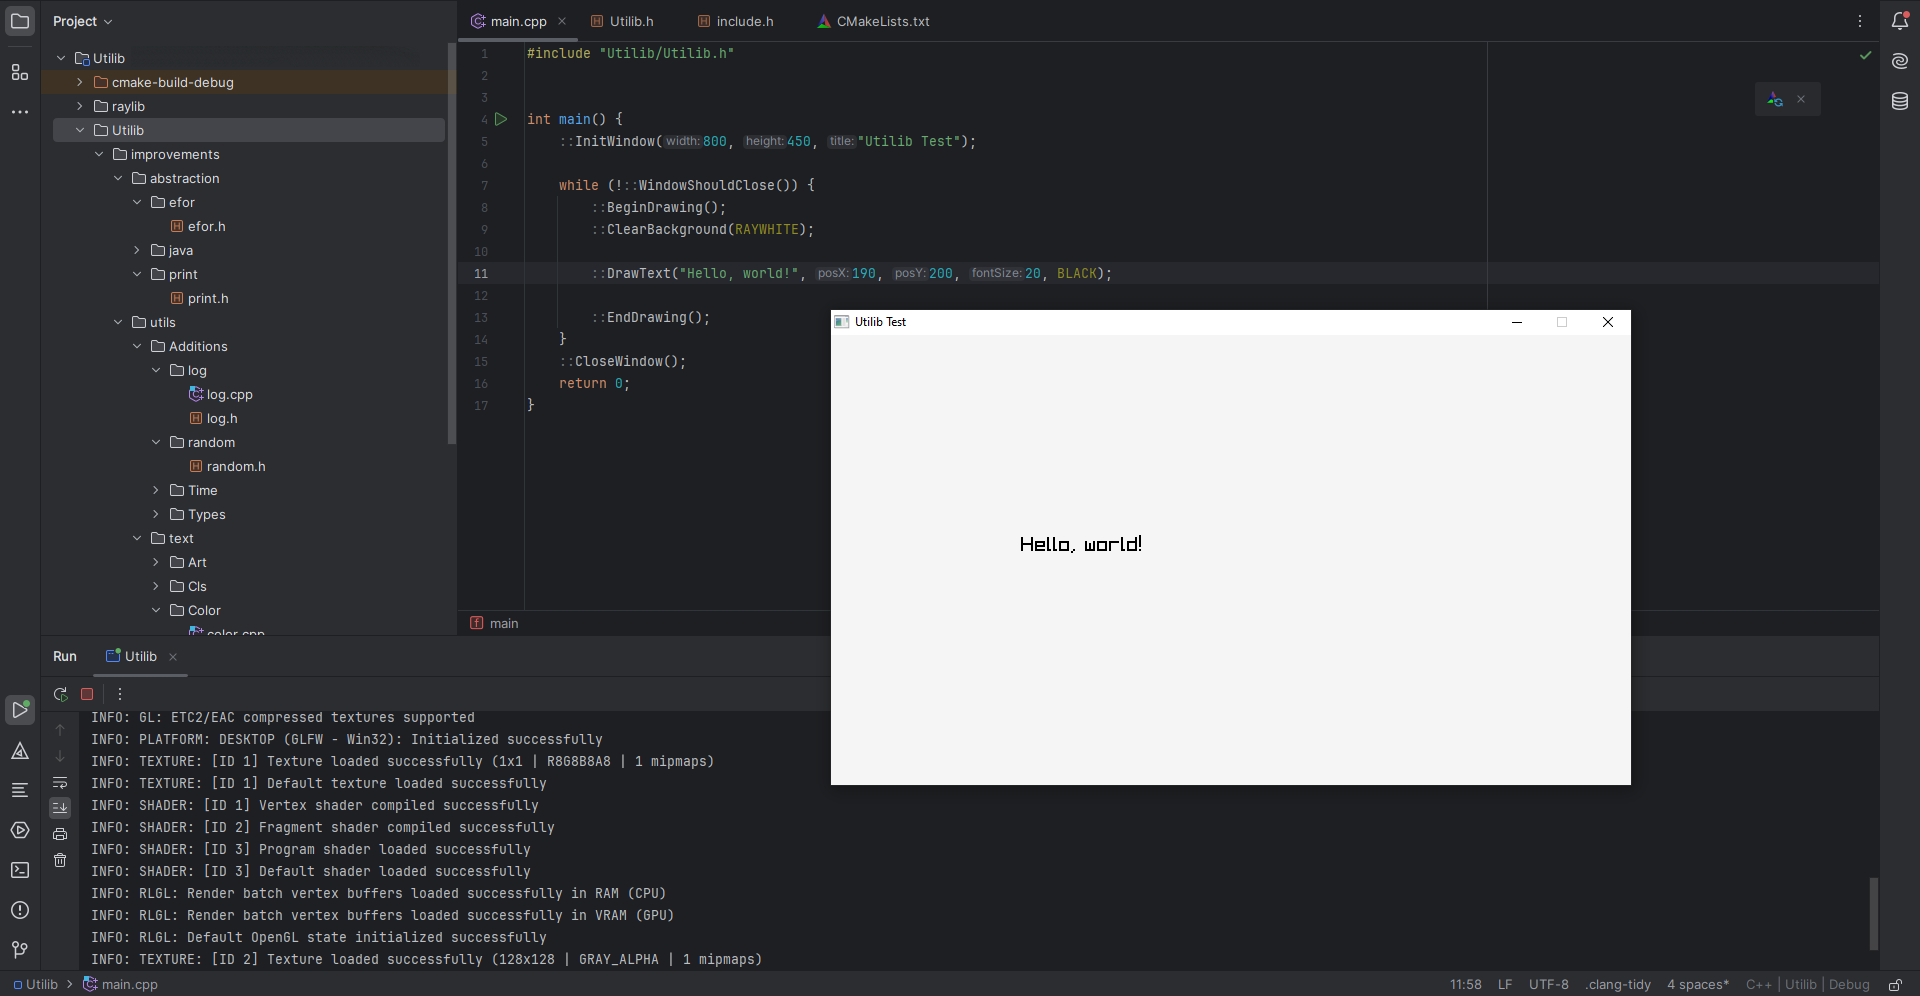 Project
main.cpp
Utilib.h
include.h
CMakeLists.txt
Utilib
cmake-build-debug
raylib
Utilib
improvements
abstraction
efor
efor.h
java
print
print.h
utils
Additions
log
log.cpp
log.h
random
random.h
Time
Types
text
Art
Cls
Color
color.cpp
1 #include "Utilib/Utilib.h"
2
3
4 int main() {
5 ::InitWindow( width: 800, height: 450, title: "Utilib Test");
6
7 while (!::WindowShouldClose()) {
8 ::BeginDrawing();
9 ::ClearBackground(RAYWHITE);
10
11 ::DrawText("Hello, world!", posX: 190, posY: 200, fontSize: 20, BLACK);
12
13 ::EndDrawing();
14 }
15 ::CloseWindow();
16 return 0;
17 }
main
Utilib Test
Hello, world!
Run
Utilib
INFO: GL: ETC2/EAC compressed textures supported
INFO: PLATFORM: DESKTOP (GLFW - Win32): Initialized successfully
INFO: TEXTURE: [ID 1] Texture loaded successfully (1x1 | R8G8B8A8 | 1 mipmaps)
INFO: TEXTURE: [ID 1] Default texture loaded successfully
INFO: SHADER: [ID 1] Vertex shader compiled successfully
INFO: SHADER: [ID 2] Fragment shader compiled successfully
INFO: SHADER: [ID 3] Program shader loaded successfully
INFO: SHADER: [ID 3] Default shader loaded successfully
INFO: RLGL: Render batch vertex buffers loaded successfully in RAM (CPU)
INFO: RLGL: Render batch vertex buffers loaded successfully in VRAM (GPU)
INFO: RLGL: Default OpenGL state initialized successfully
INFO: TEXTURE: [ID 2] Texture loaded successfully (128x128 | GRAY_ALPHA | 1 mipmaps)
Utilib > main.cpp
11:58 LF UTF-8 .clang-tidy 4 spaces* C++ | Utilib | Debug